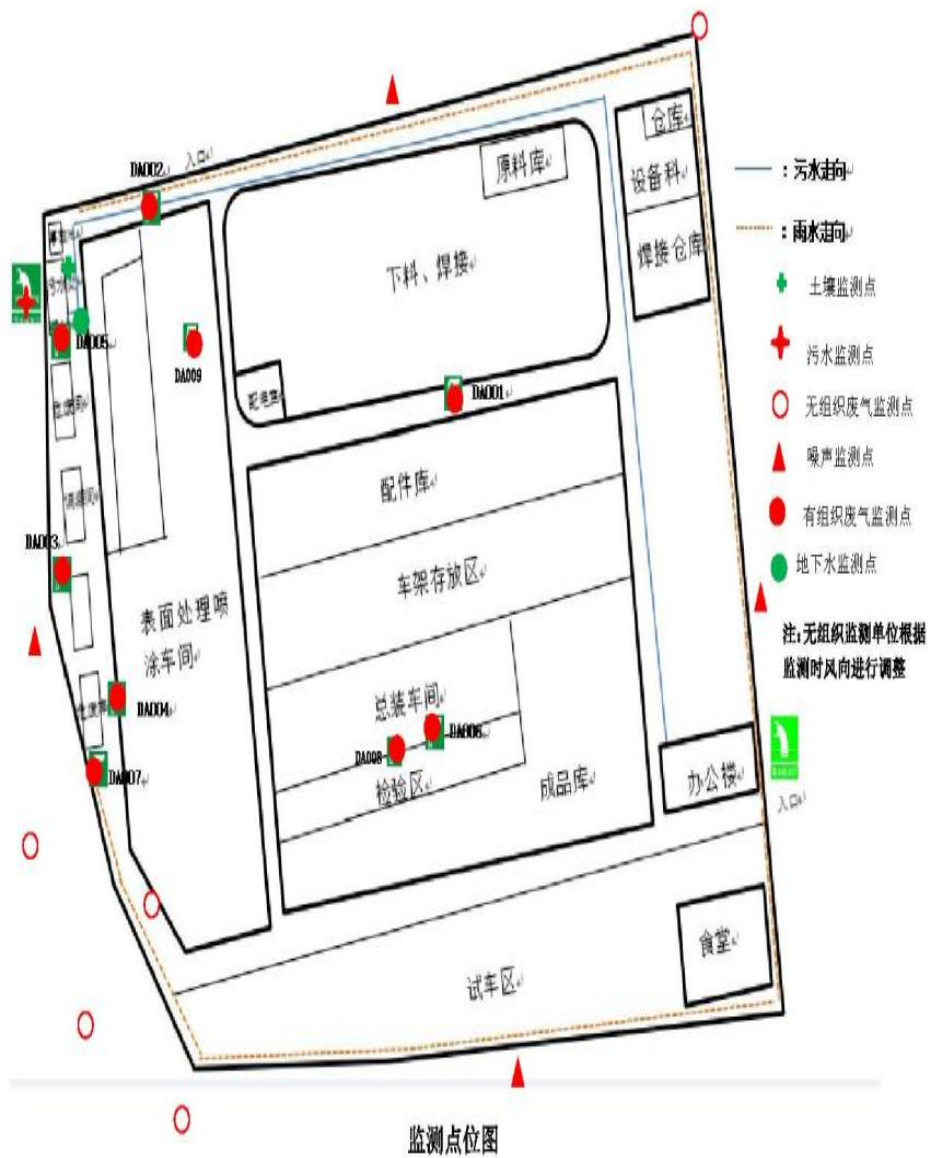 仓库
入口
原料库
设备科
DA002
：污水走向
：雨水走向
焊接仓库
下料、焊接
土壤监测点
DA005
污水监测点
DA009
配电室
DA001
无组织废气监测点
噪声监测点
配件库
有组织废气监测点
DA003
地下水监测点
车架存放区
表面处理喷
涂车间
注：无组织监测单位根据
监测时风向进行调整
总装车间
DA004
DA006
DA008
DA007
检验区
成品库
办公楼
入口
食堂
试车区
监测点位图